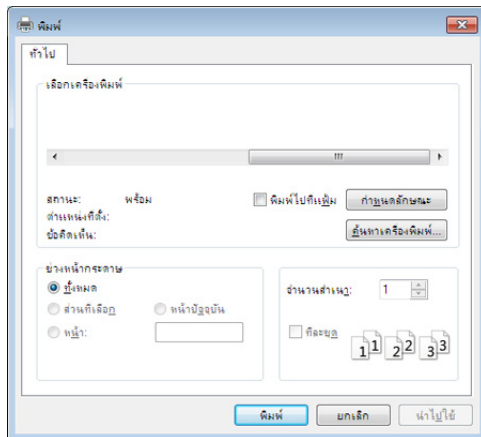 พิมพ์
ทั่วไป
เลือกเครื่องพิมพ์
สถานะ: พร้อม
ตำแหน่งที่ตั้ง:
ข้อคิดเห็น:
พิมพ์ไปที่แฟ้ม
กำหนดลักษณะ
ค้นหาเครื่องพิมพ์...
ช่วงหน้ากระดาษ
ทั้งหมด
ส่วนที่เลือก หน้าปัจจุบัน
หน้า:
จำนวนสำเนา: 1
ทีละชุด
11 22 33
พิมพ์ ยกเลิก นำไปใช้